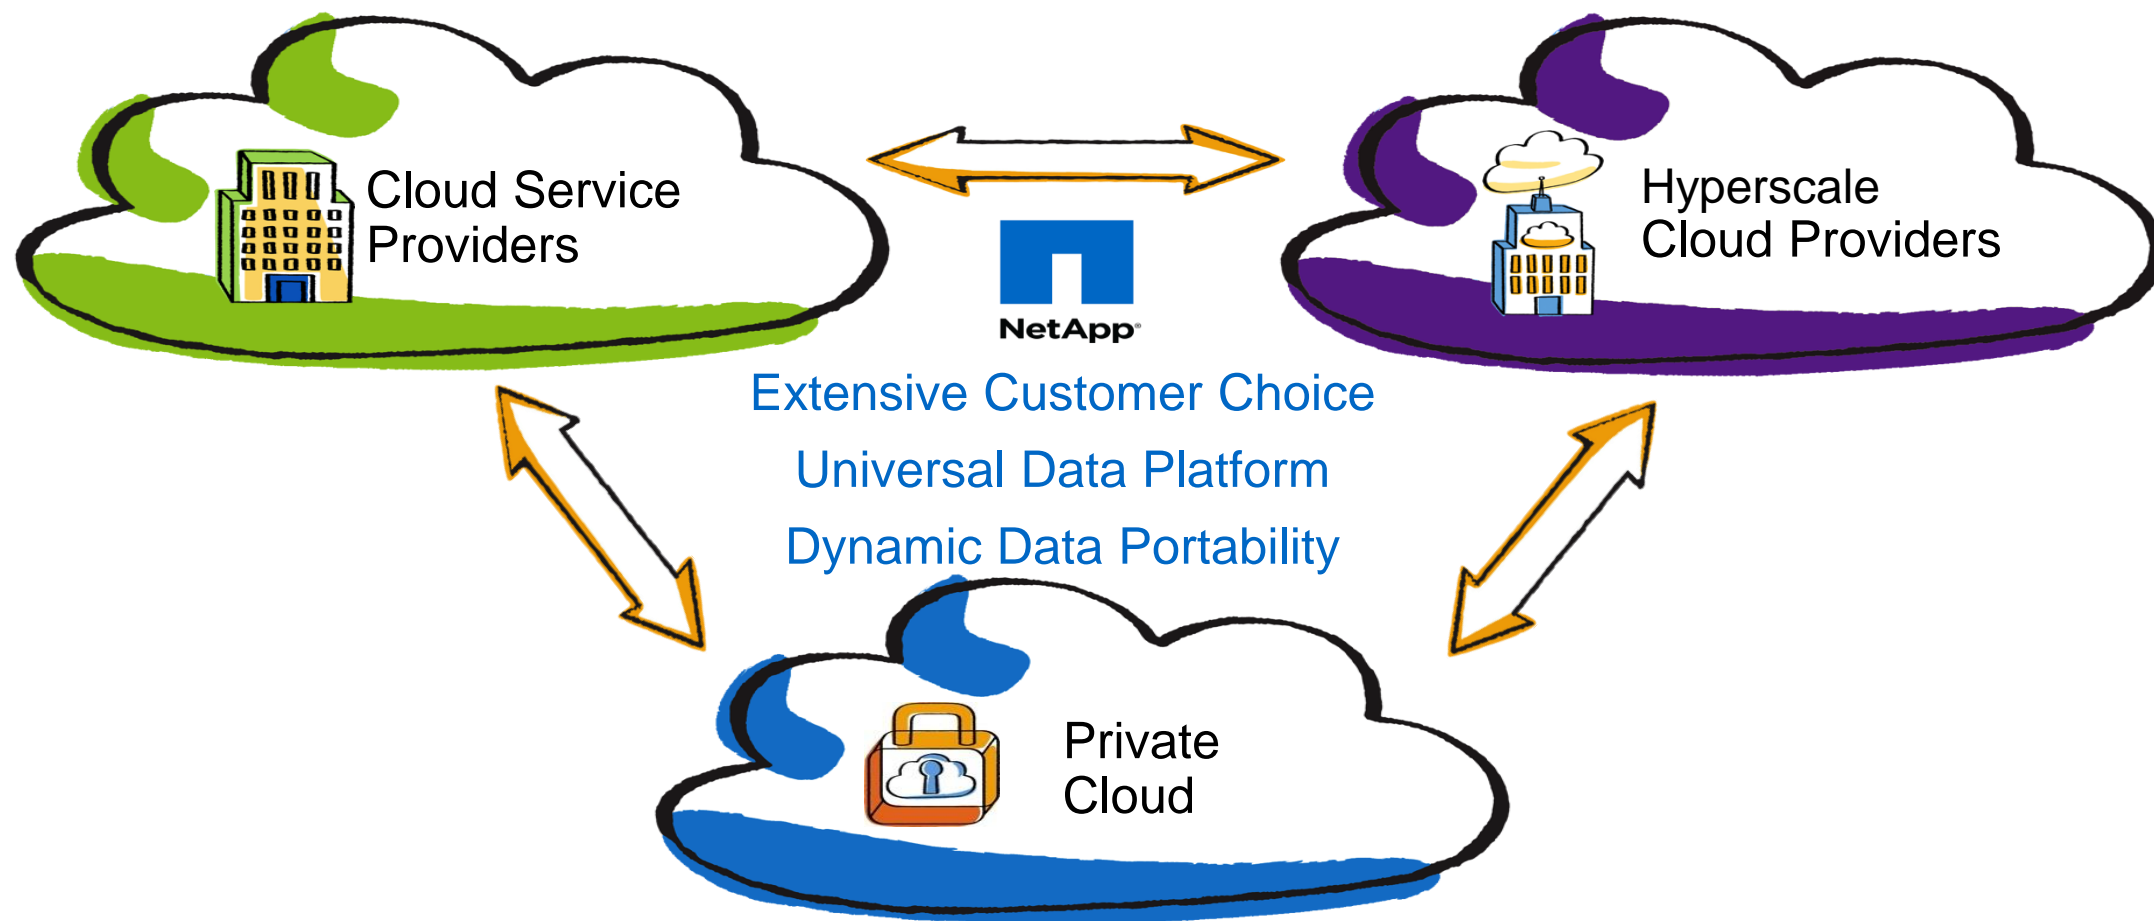 Cloud Service
Providers
Hyperscale
Cloud Providers
NetApp®
Extensive Customer Choice
Universal Data Platform
Dynamic Data Portability
Private
Cloud